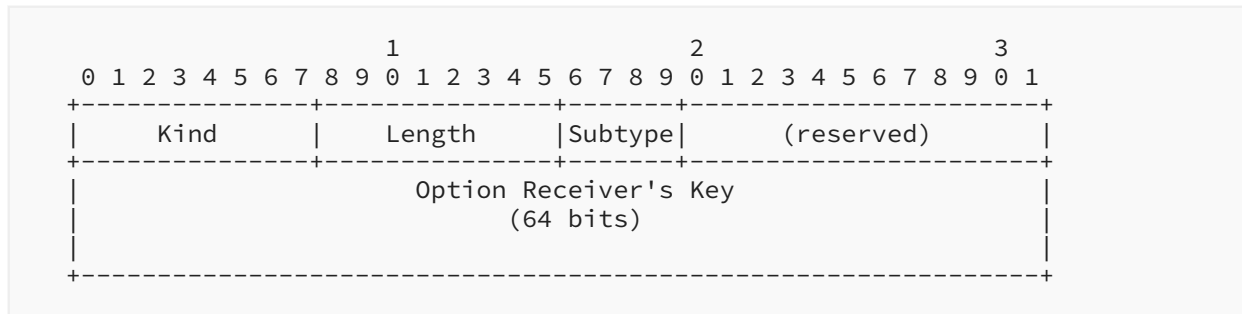 1                   2                   3
 0 1 2 3 4 5 6 7 8 9 0 1 2 3 4 5 6 7 8 9 0 1 2 3 4 5 6 7 8 9 0 1
+---------------+---------------+-------+-----------------------+
|     Kind      |    Length     |Subtype|      (reserved)       |
+---------------+---------------+-------+-----------------------+
|                      Option Receiver's Key                    |
|                            (64 bits)                          |
|                                                               |
+---------------------------------------------------------------+